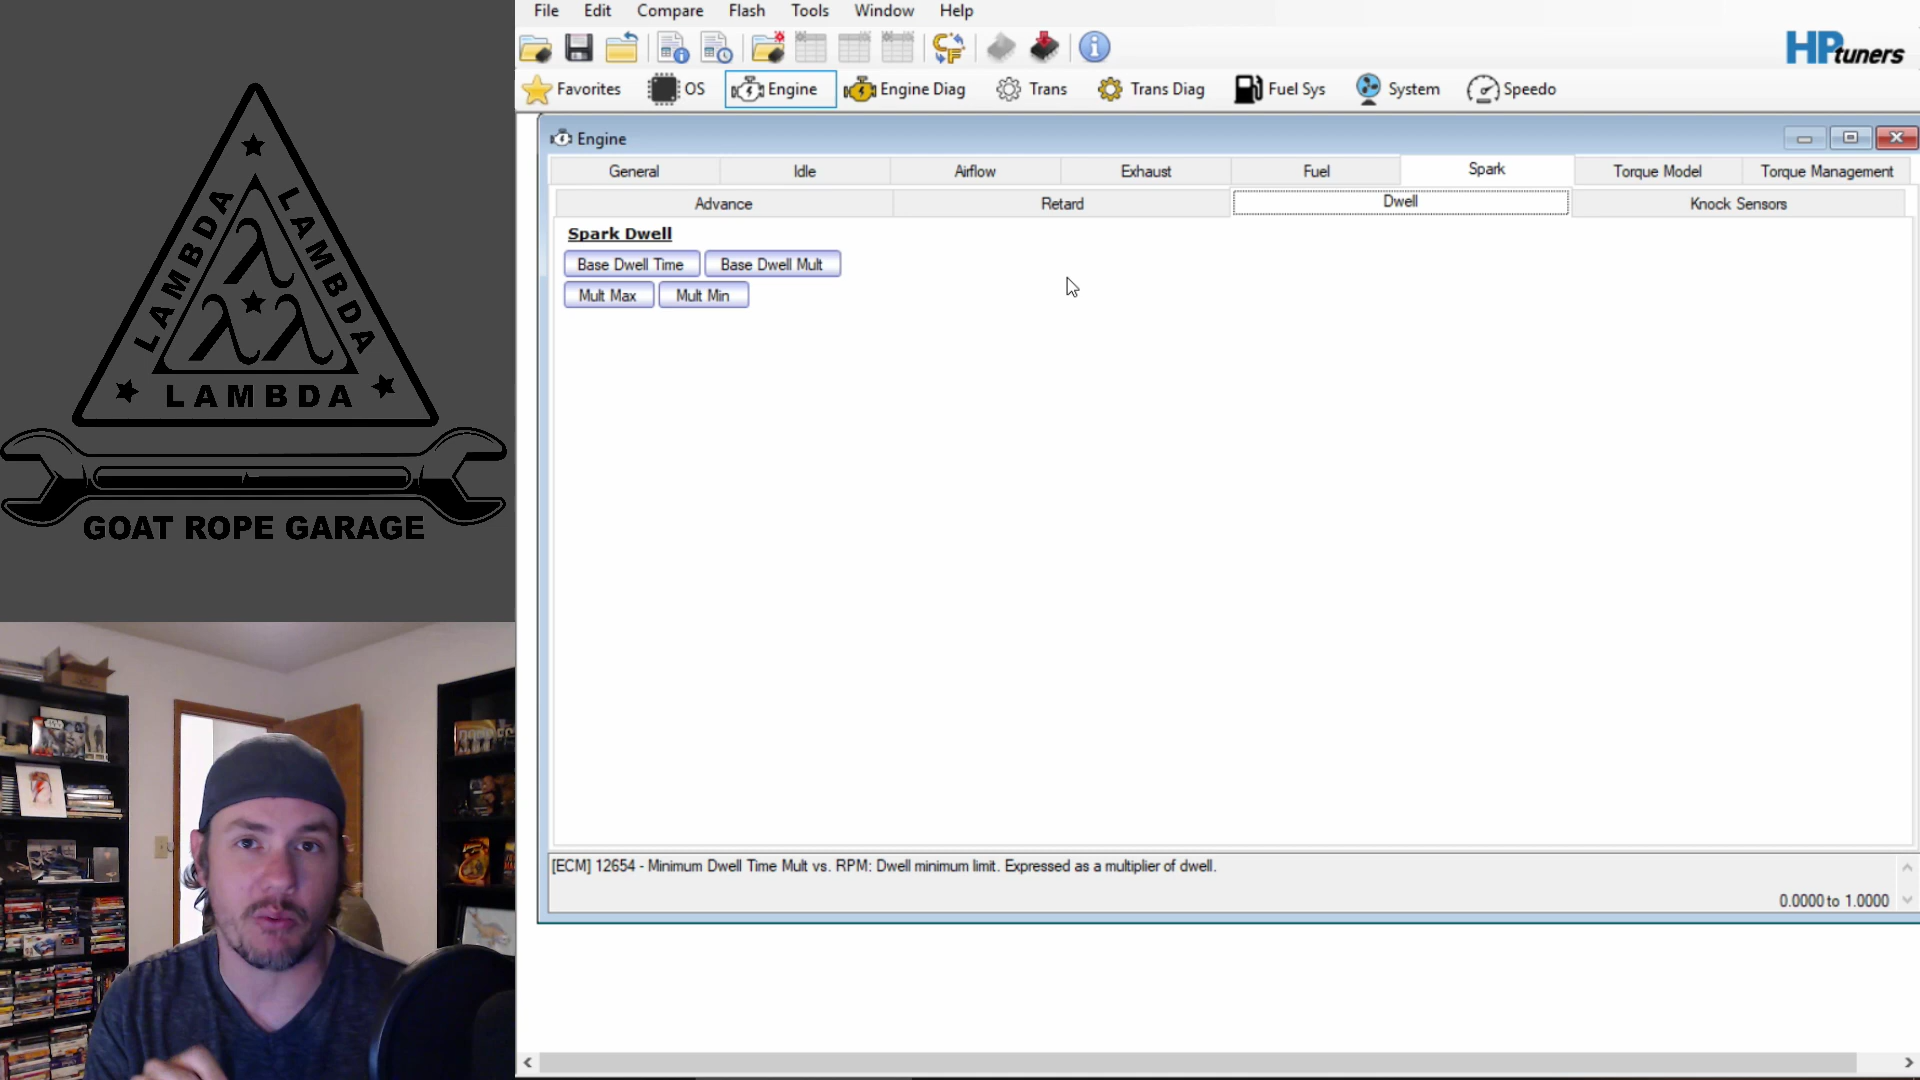 File Edit Compare Flash Tools Window Help
HPtuners
Favorites OS Engine Engine Diag Trans Trans Diag Fuel Sys System Speedo
Engine
General Idle Airflow Exhaust Fuel Spark Torque Model Torque Management
Advance Retard Dwell Knock Sensors
Spark Dwell
Base Dwell Time Base Dwell Mult
Mult Max Mult Min
[ECM] 12654 - Minimum Dwell Time Mult vs. RPM: Dwell minimum limit. Expressed as a multiplier of dwell.
0.0000 to 1.0000
LAMBDA
LAMBDA
λ
λλ
LAMBDA
GOAT ROPE GARAGE